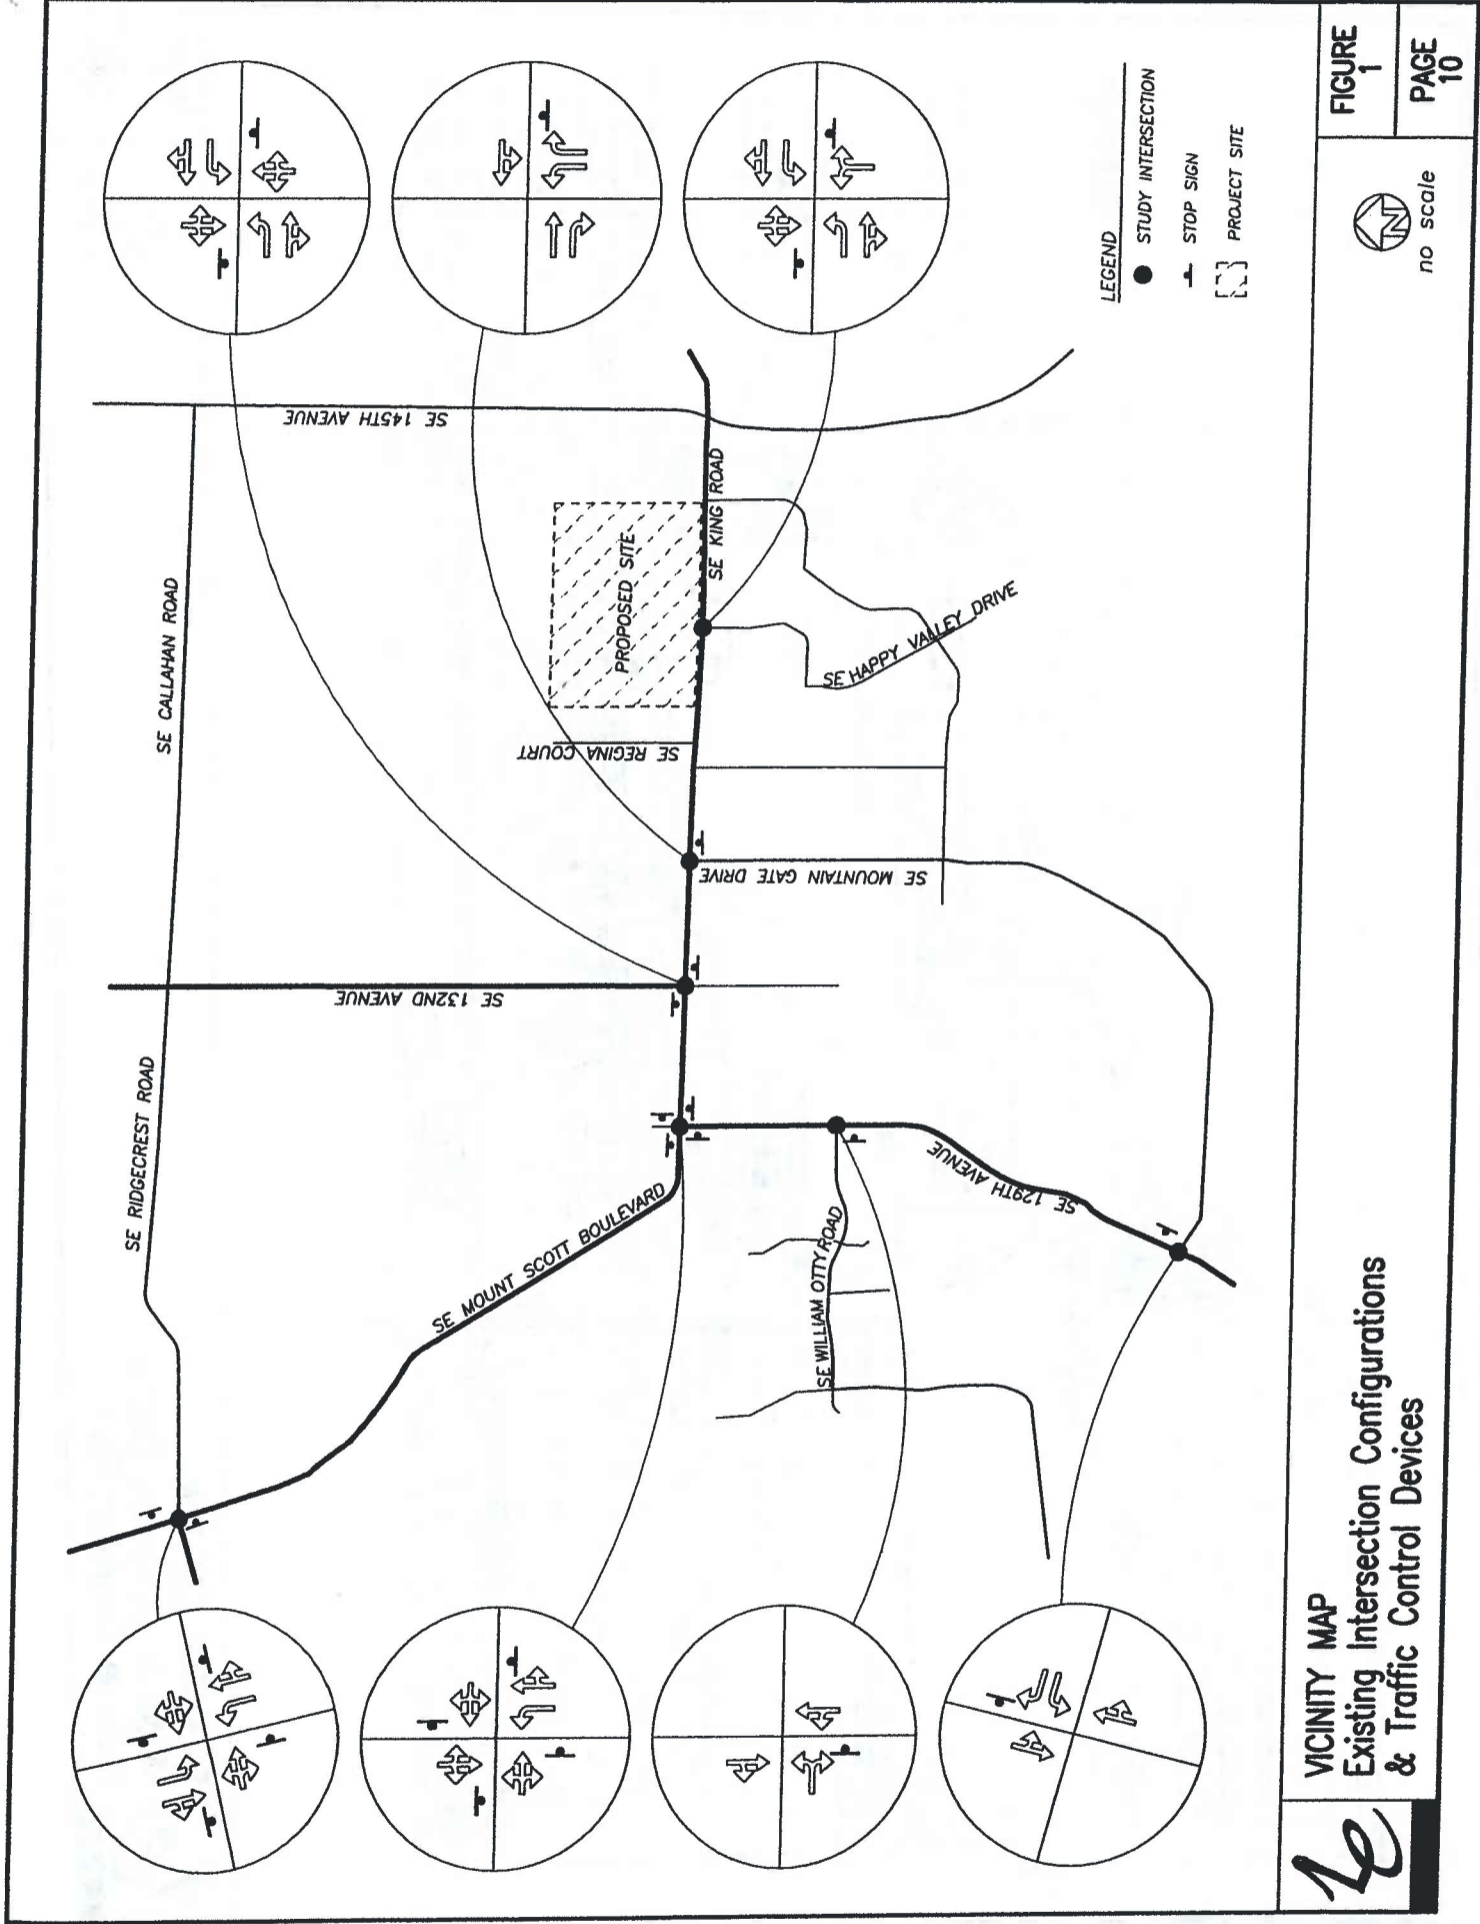 SE RIDGECREST ROAD
SE CALLAHAN ROAD
SE 145TH AVENUE
SE 132ND AVENUE
SE MOUNT SCOTT BOULEVARD
SE REGINA COURT
PROPOSED SITE
SE KING ROAD
SE MOUNTAIN GATE DRIVE
SE HAPPY VALLEY DRIVE
SE WILLIAM OTTY ROAD
SE 129TH AVENUE
LEGEND
STUDY INTERSECTION
STOP SIGN
PROJECT SITE
VICINITY MAP
Existing Intersection Configurations
& Traffic Control Devices
N
no scale
FIGURE
1
PAGE
10